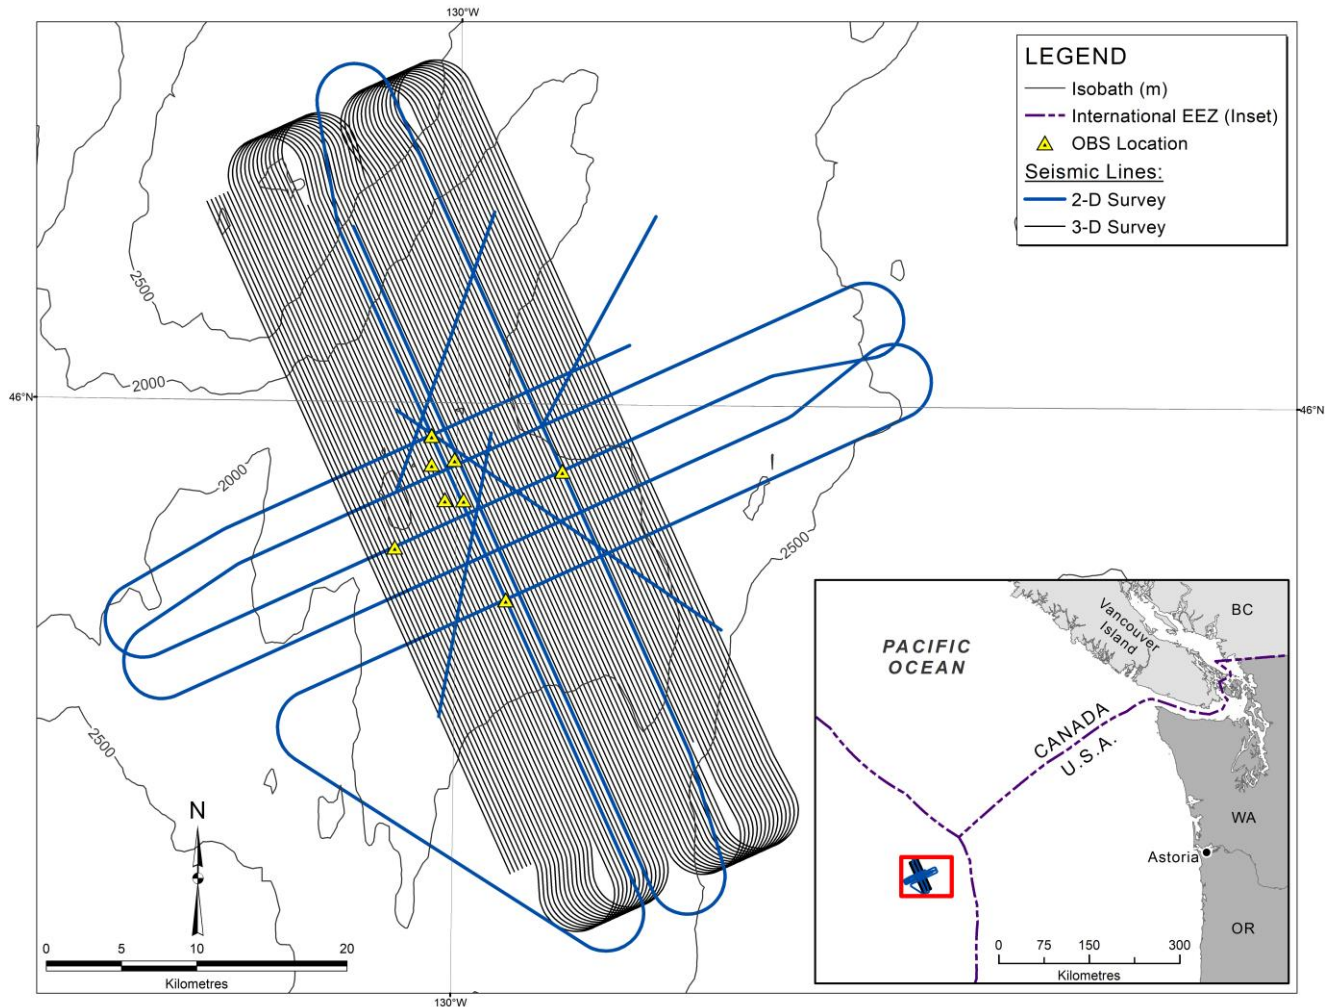 130°W
LEGEND
Isobath (m)
International EEZ (Inset)
OBS Location
Seismic Lines:
2-D Survey
3-D Survey
2500
2000
46°N
46°N
2000
2500
2500
PACIFIC
OCEAN
Vancouver
Island
BC
CANADA
U.S.A.
WA
Astoria
OR
0 75 150 300
Kilometres
N
0 5 10 20
Kilometres
130°W